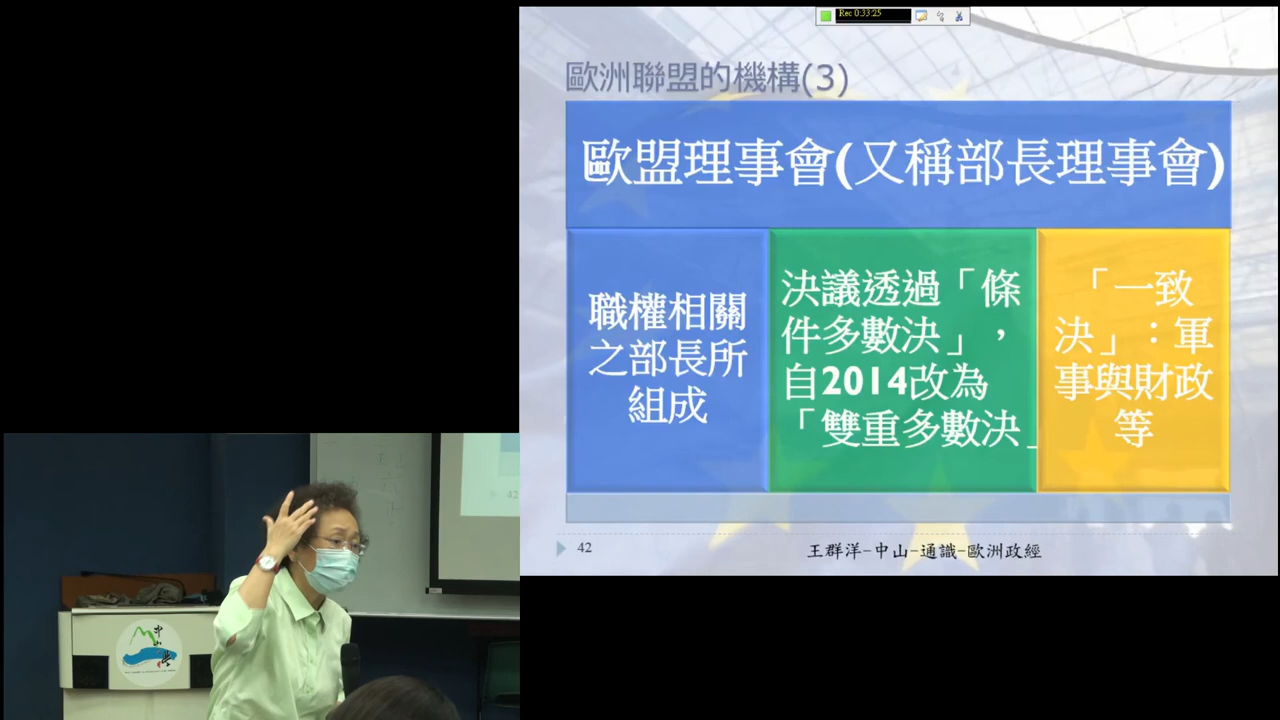 Rec 0:33:25
歐洲聯盟的機構(3)
歐盟理事會(又稱部長理事會)
職權相關
之部長所
組成
決議透過「條
件多數決」，
自2014改為
「雙重多數決」
「一致
決」：軍
事與財政
等
42
王群洋-中山-通識-歐洲政經
42
中山